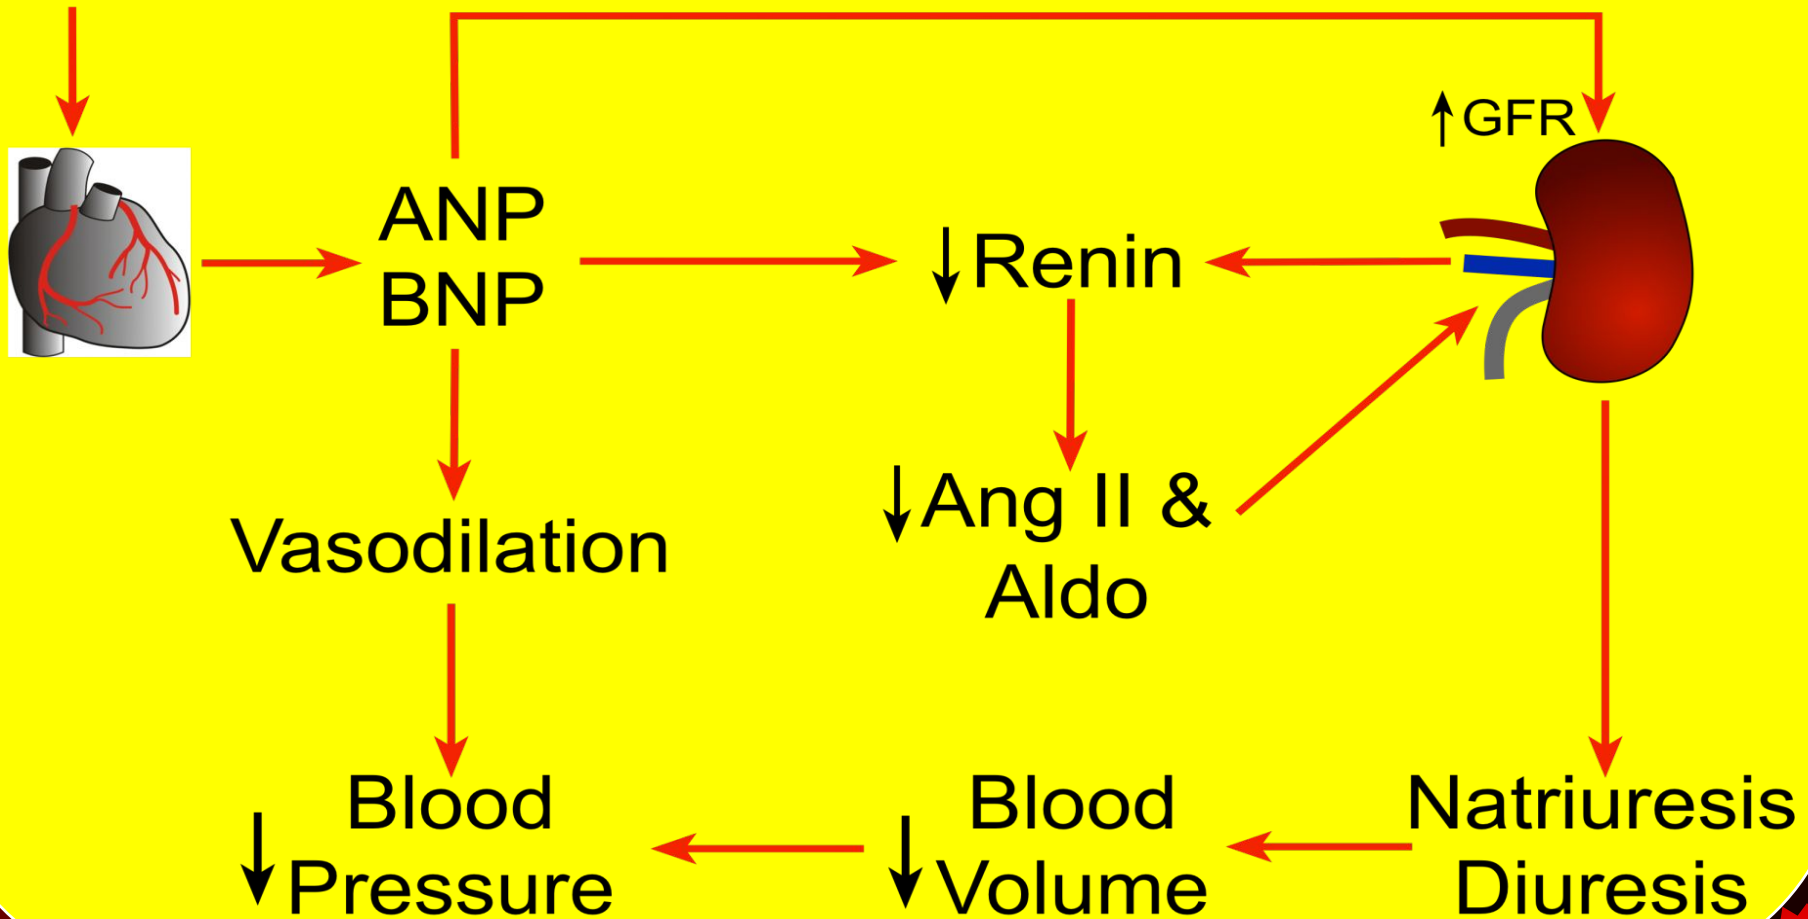 ↑GFR
ANP
BNP
↓Renin
↓Ang II &
Aldo
Vasodilation
Blood
↓Pressure
Blood
↓Volume
Natriuresis
Diuresis